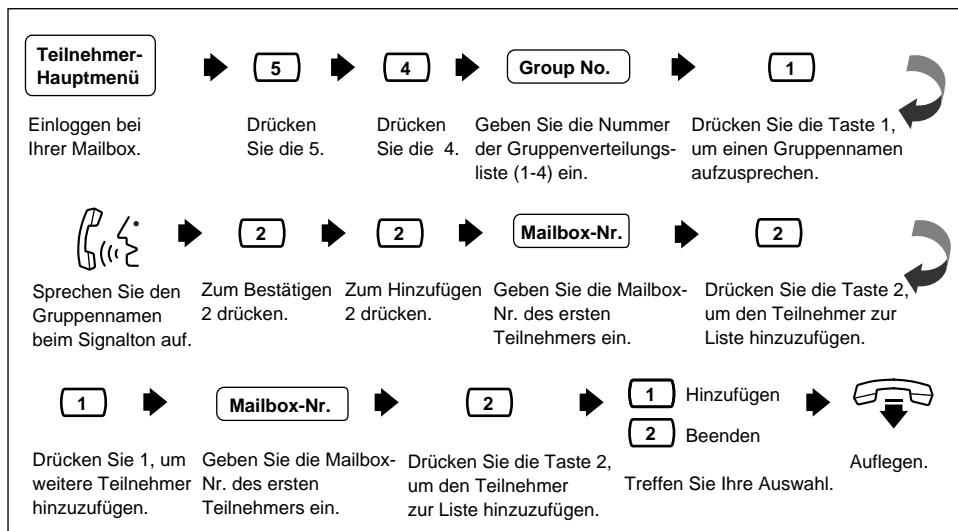 Teilnehmer-
Hauptmenü
5
4
Group No.
1
Einloggen bei
Ihrer Mailbox.
Drücken
Sie die 5.
Drücken
Sie die 4.
Geben Sie die Nummer
der Gruppenverteilungs-
liste (1-4) ein.
Drücken Sie die Taste 1,
um einen Gruppennamen
aufzusprechen.
2
2
Mailbox-Nr.
2
Sprechen Sie den
Gruppennamen
beim Signalton auf.
Zum Bestätigen
2 drücken.
Zum Hinzufügen
2 drücken.
Geben Sie die Mailbox-
Nr. des ersten
Teilnehmers ein.
Drücken Sie die Taste 2,
um den Teilnehmer zur
Liste hinzuzufügen.
1
Mailbox-Nr.
2
1 Hinzufügen
2 Beenden
Drücken Sie 1, um
weitere Teilnehmer
hinzuzufügen.
Geben Sie die Mailbox-
Nr. des ersten
Teilnehmers ein.
Drücken Sie die Taste 2,
um den Teilnehmer
zur Liste hinzuzufügen.
Treffen Sie Ihre Auswahl.
Auflegen.